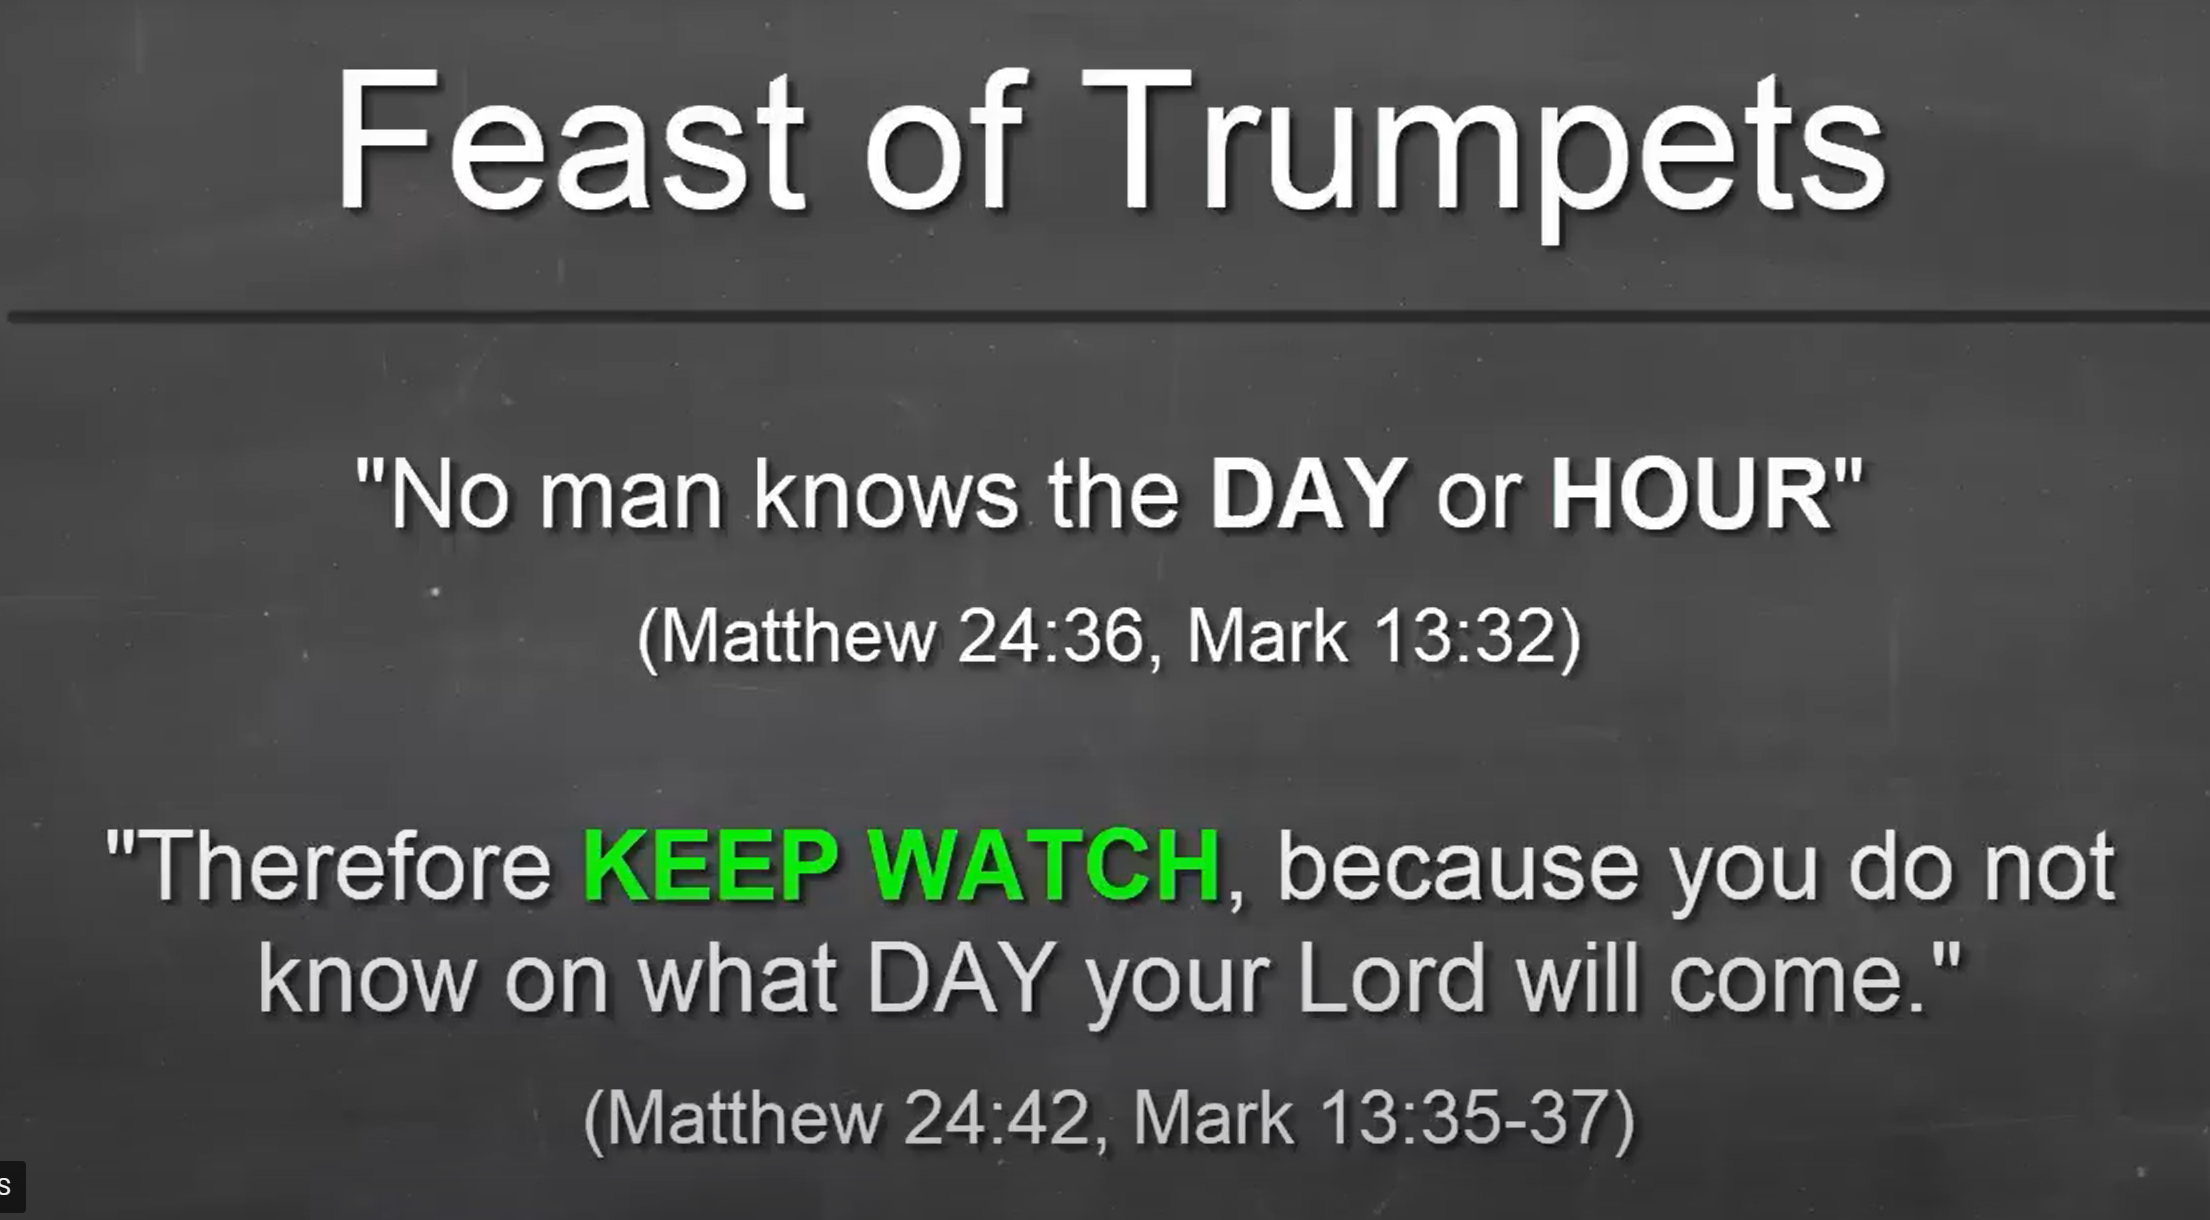 Feast of Trumpets
"No man knows the DAY or HOUR"
(Matthew 24:36, Mark 13:32)
"Therefore KEEP WATCH, because you do not
know on what DAY your Lord will come."
(Matthew 24:42, Mark 13:35-37)
s